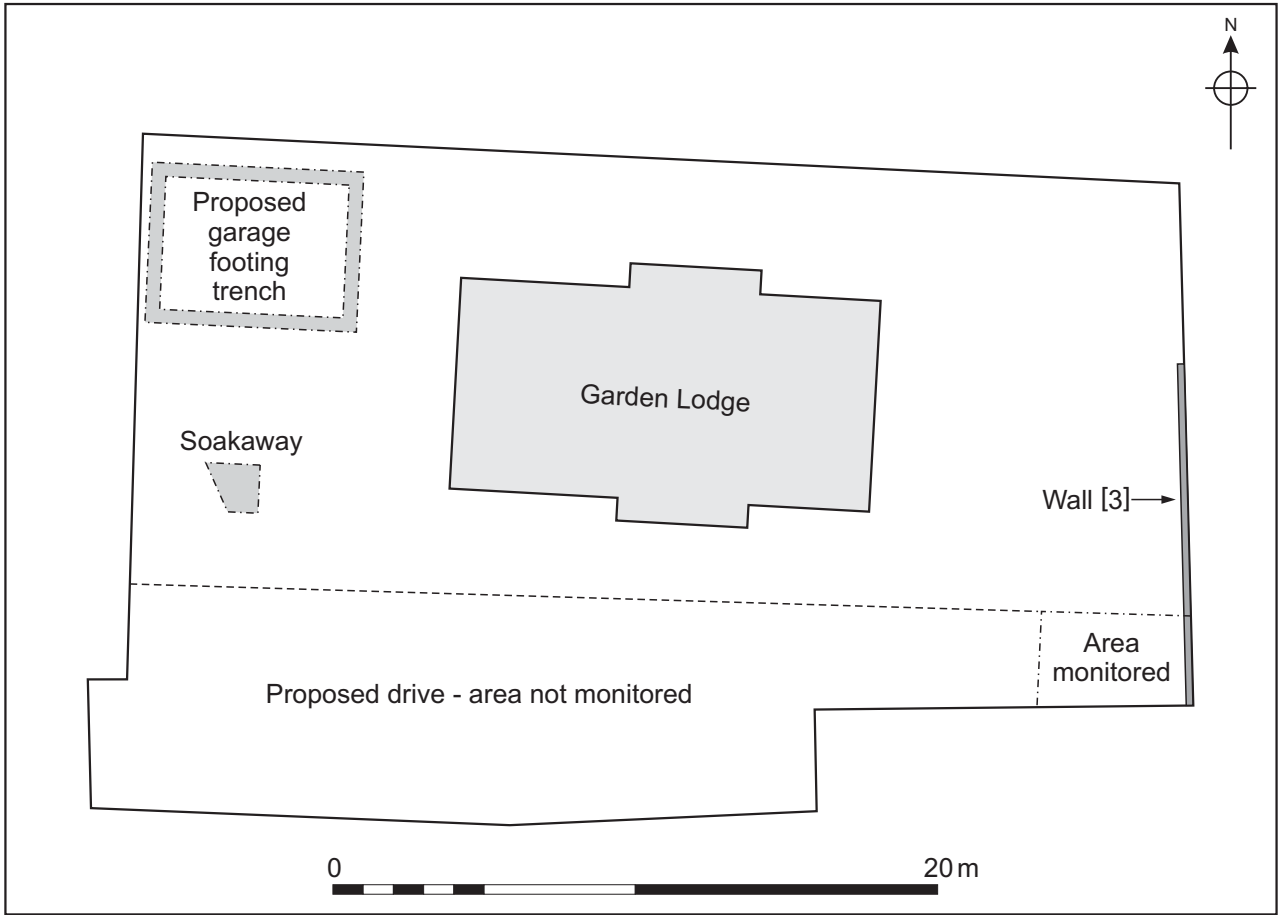 N
Proposed
garage
footing
trench
Garden Lodge
Soakaway
Wall [3]
Area
monitored
Proposed drive - area not monitored
0 20 m